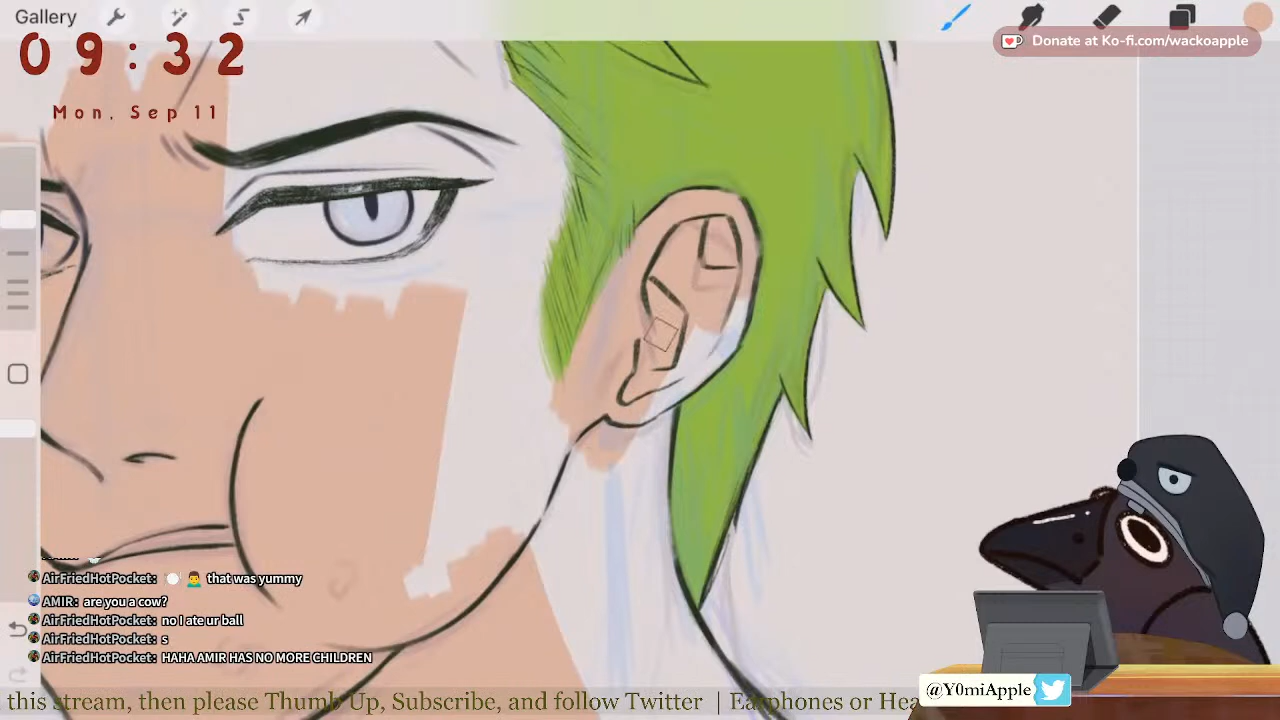 Gallery
09:32
Mon, Sep 11
Donate at Ko-fi.com/wackoapple
AirFriedHotPocket: 🍽️ 🙎‍♂️ that was yummy
AMIR: are you a cow?
AirFriedHotPocket: no I ate ur ball
AirFriedHotPocket: s
AirFriedHotPocket: HAHA AMIR HAS NO MORE CHILDREN
@Y0miApple
this stream, then please Thumb Up, Subscribe, and follow Twitter | Earphones or Hea